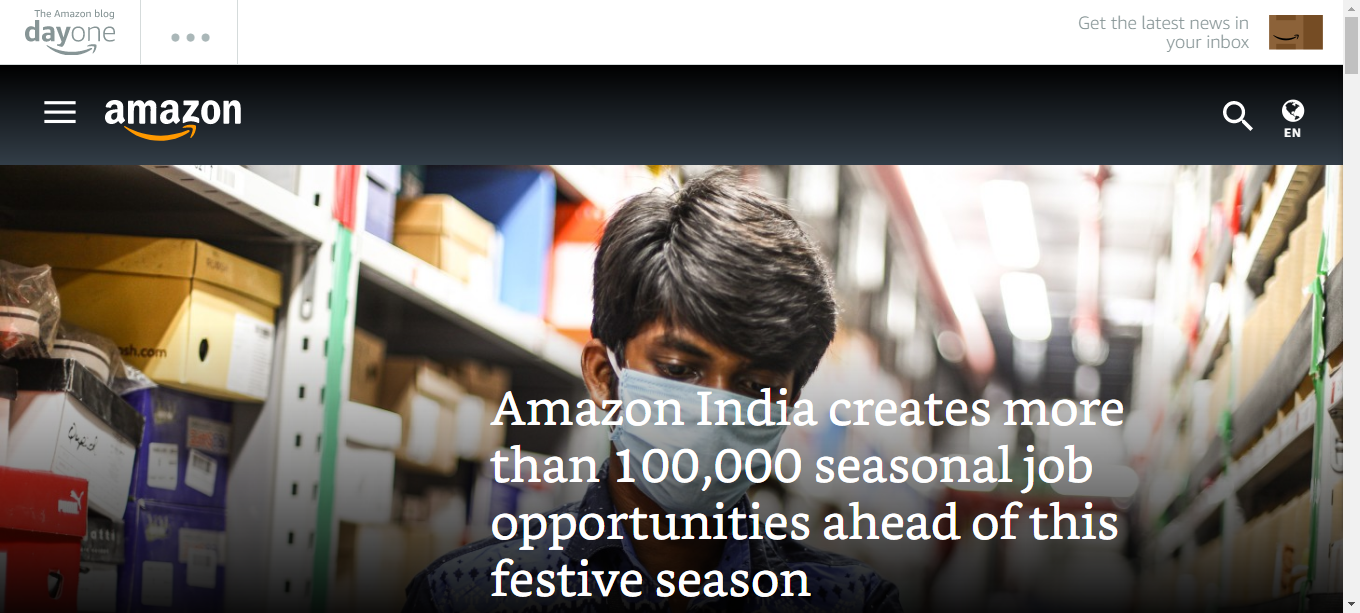 The Amazon blog
dayone
Get the latest news in
your inbox
amazon
EN
Amazon India creates more
than 100,000 seasonal job
opportunities ahead of this
festive season